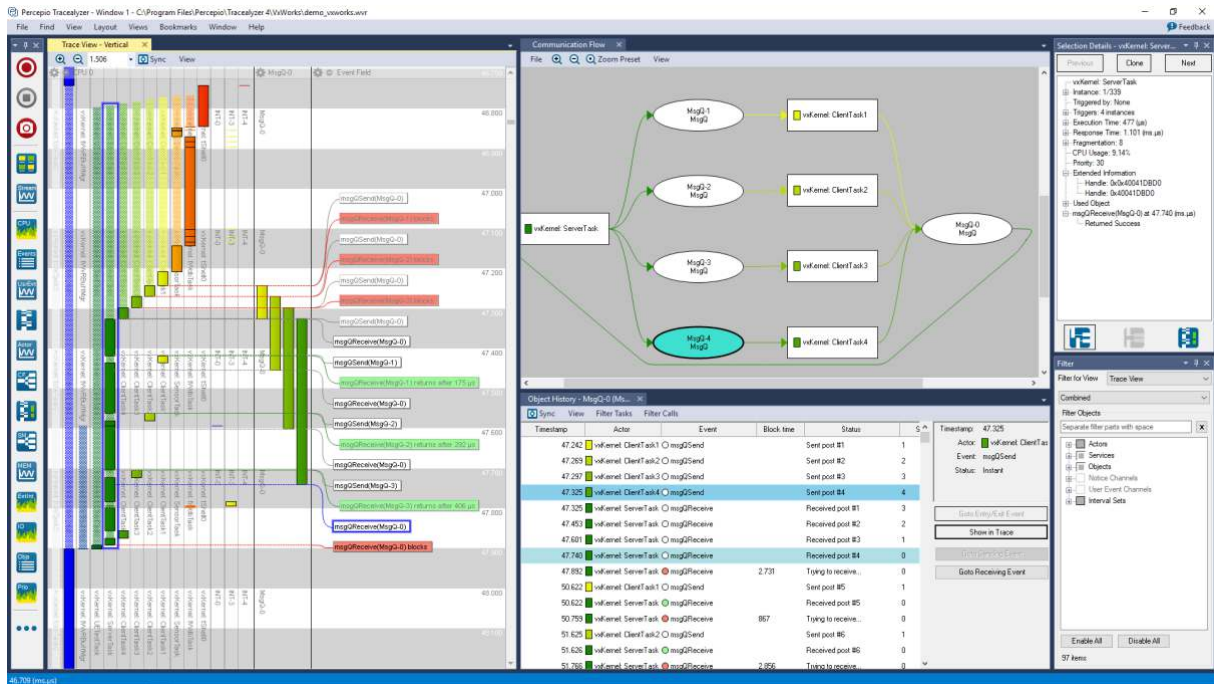 Percepio Tracealyzer - Window 1 - C:\Program Files\Percepio\Tracealyzer 4\VxWorks\demo_vxworks.wvr
File Find View Layout Views Bookmarks Window Help
Feedback
Trace View - Vertical
1.506 Sync View
CPU 0
MsgQ-0
Event Field
46.800
46.900
47.000
47.100
47.200
47.300
47.400
47.500
47.600
47.700
47.800
47.900
48.000
48.100
msgQSend(MsgQ-0)
msgQReceive(MsgQ-1) blocks
msgQSend(MsgQ-0)
msgQReceive(MsgQ-2) blocks
msgQSend(MsgQ-0)
msgQReceive(MsgQ-3) blocks
msgQSend(MsgQ-0)
msgQReceive(MsgQ-0)
msgQSend(MsgQ-1)
msgQReceive(MsgQ-1) returns after 175 µs
msgQReceive(MsgQ-0)
msgQSend(MsgQ-2)
msgQReceive(MsgQ-2) returns after 282 µs
msgQReceive(MsgQ-0)
msgQSend(MsgQ-3)
msgQReceive(MsgQ-3) returns after 406 µs
msgQReceive(MsgQ-0)
msgQReceive(MsgQ-0) blocks
46.709 (ms.µs)
Communication Flow
File Zoom Preset View
MsgQ-1
MsgQ
vxKernel: ClientTask1
MsgQ-2
MsgQ
vxKernel: ClientTask2
vxKernel: ServerTask
MsgQ-0
MsgQ
MsgQ-3
MsgQ
vxKernel: ClientTask3
MsgQ-4
MsgQ
vxKernel: ClientTask4
Object History - MsgQ-0 (Ms...
Sync View Filter Tasks Filter Calls
Timestamp Actor Event Block time Status
47.242 vxKernel: ClientTask1 msgQSend Sent post #1 1
47.269 vxKernel: ClientTask2 msgQSend Sent post #2 2
47.297 vxKernel: ClientTask3 msgQSend Sent post #3 3
47.325 vxKernel: ClientTask4 msgQSend Sent post #4 4
47.325 vxKernel: ServerTask msgQReceive Received post #1 3
47.453 vxKernel: ServerTask msgQReceive Received post #2 2
47.601 vxKernel: ServerTask msgQReceive Received post #3 1
47.740 vxKernel: ServerTask msgQReceive Received post #4 0
47.892 vxKernel: ServerTask msgQReceive 2.731 Trying to receive... 0
50.622 vxKernel: ClientTask1 msgQSend Sent post #5 1
50.622 vxKernel: ServerTask msgQReceive Received post #5 0
50.759 vxKernel: ServerTask msgQReceive 867 Trying to receive... 0
51.625 vxKernel: ClientTask2 msgQSend Sent post #6 1
51.626 vxKernel: ServerTask msgQReceive Received post #6 0
51.766 vxKernel: ServerTask msgQReceive 2.856 Trying to receive... 0
Timestamp: 47.325
Actor: vxKernel: ClientTas
Event: msgQSend
Status: Instant
Goto Entry/Exit Event
Show in Trace
Goto Sending Event
Goto Receiving Event
Selection Details - vxKernel: Server...
Previous Clone Next
vxKernel: ServerTask
Instance: 1/339
Triggered by: None
Triggers: 4 instances
Execution Time: 477 (µs)
Response Time: 1.101 (ms.µs)
Fragmentation: 8
CPU Usage: 9.14%
Priority: 30
Extended Information
Handle: 0x0x40041DBD0
Handle: 0x40041DBD0
Used Object
msgQReceive(MsgQ-0) at 47.740 (ms.µs)
Returned Success
Filter
Filter for View Trace View
Combined
Filter Objects
Separate filter parts with space X
Actors
Services
Objects
Notice Channels
User Event Channels
Interval Sets
Enable All Disable All
97 items